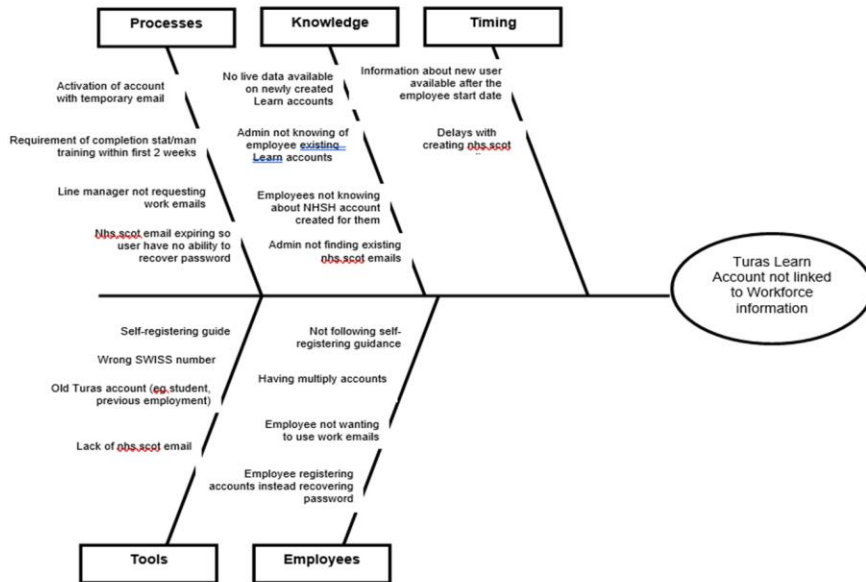 Processes
Knowledge
Timing
Activation of account
with temporary email
Requirement of completion stat/man
training within first 2 weeks
Line manager not requesting
work emails
Nhs.scot email expiring so
user have no ability to
recover password
No live data available
on newly created
Learn accounts
Admin not knowing of
employee existing
Learn accounts
Employees not knowing
about NHSH account
created for them
Admin not finding existing
nhs.scot emails
Information about new user
available after the
employee start date
Delays with
creating nhs.scot
Turas Learn
Account not linked
to Workforce
information
Self-registering guide
Wrong SWISS number
Old Turas account (eg.student,
previous employment)
Lack of nhs.scot email
Not following self-
registering guidance
Having multiply accounts
Employee not wanting
to use work emails
Employee registering
accounts instead recovering
password
Tools
Employees